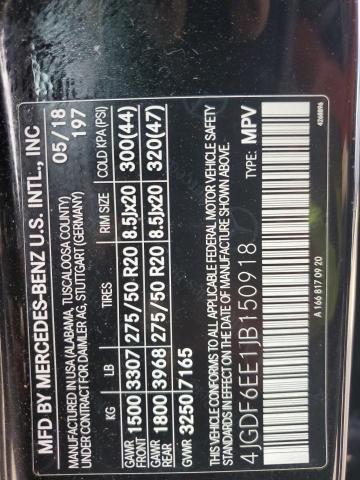 MFD BY MERCEDES-BENZ U.S. INTL., INC
PRODUCED IN USA (ALABAMA, TUSCALOOSA COUNTY) 05/18
UNDER CONTRACT FOR DAIMLER AG, STUTTGART (GERMANY) 197
KG LB TIRES RIM SIZE COLD KPA (PSI)
GAWR FRONT 1500 3307 275/50 R20 8.5Jx20 300(44)
GAWR REAR 1800 3968 275/50 R20 8.5Jx20 320(47)
GVWR 3250 7165
THIS VEHICLE CONFORMS TO ALL APPLICABLE FEDERAL MOTOR VEHICLE SAFETY
STANDARDS IN EFFECT ON THE DATE OF MANUFACTURE SHOWN ABOVE.
4JGDF6EE1JB150918 TYPE: MPV
A 166 817 09 20